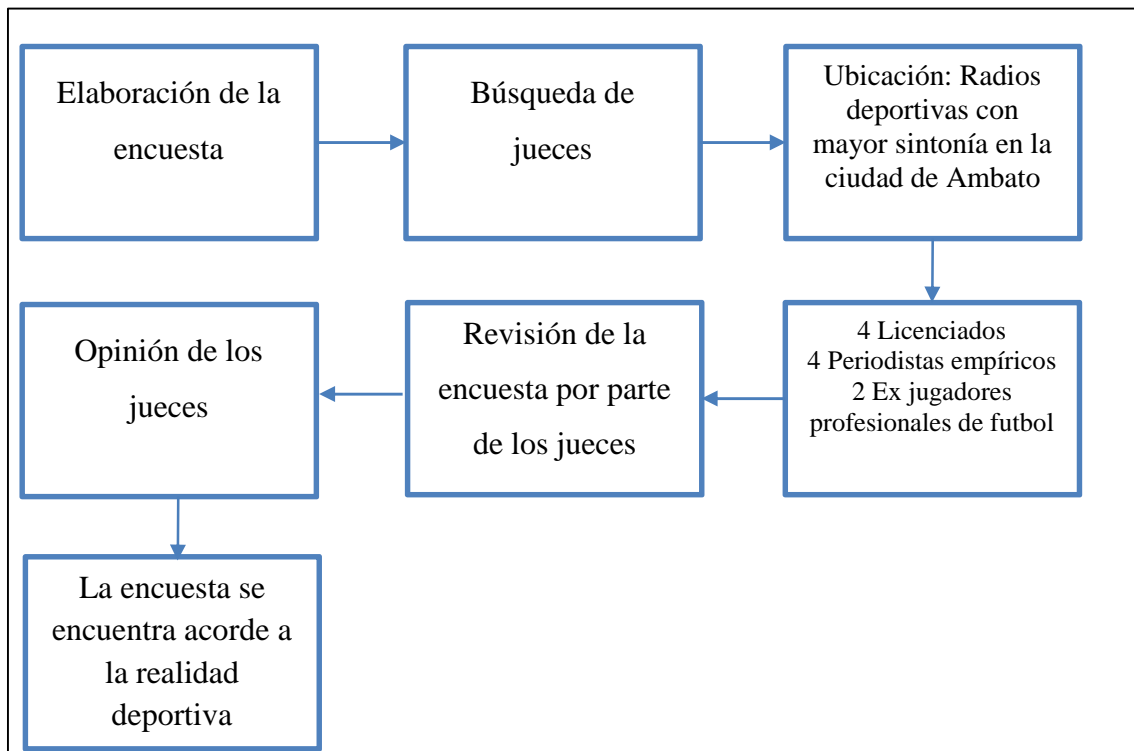 Elaboración de la
encuesta
Búsqueda de
jueces
Ubicación: Radios
deportivas con
mayor sintonía en la
ciudad de Ambato
4 Licenciados
4 Periodistas empíricos
2 Ex jugadores
profesionales de futbol
Revisión de la
encuesta por parte
de los jueces
Opinión de los
jueces
La encuesta se
encuentra acorde a
la realidad
deportiva